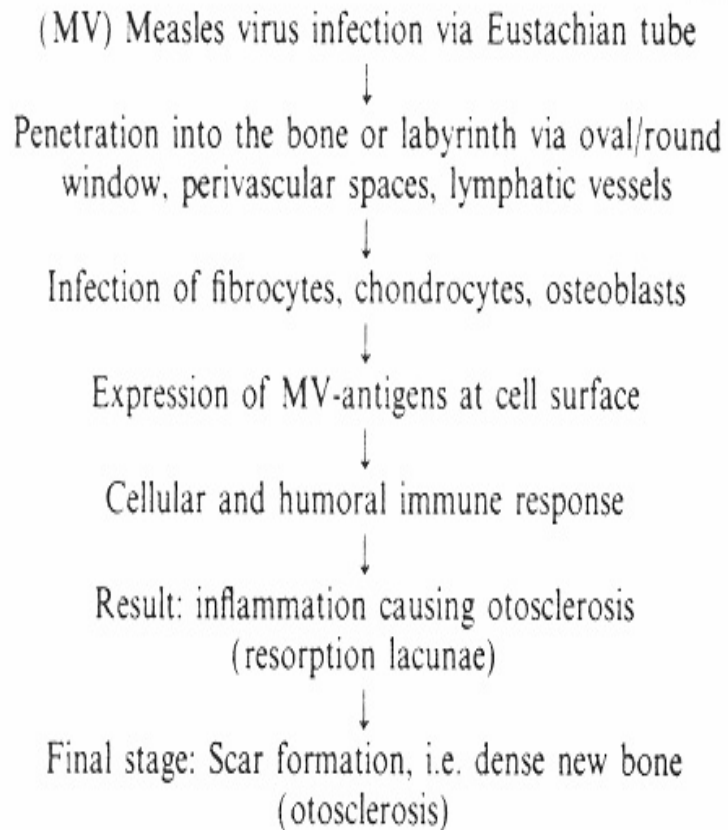 (MV) Measles virus infection via Eustachian tube
↓
Penetration into the bone or labyrinth via oval/round
window, perivascular spaces, lymphatic vessels
↓
Infection of fibrocytes, chondrocytes, osteoblasts
↓
Expression of MV-antigens at cell surface
↓
Cellular and humoral immune response
↓
Result: inflammation causing otosclerosis
(resorption lacunae)
↓
Final stage: Scar formation, i.e. dense new bone
(otosclerosis)